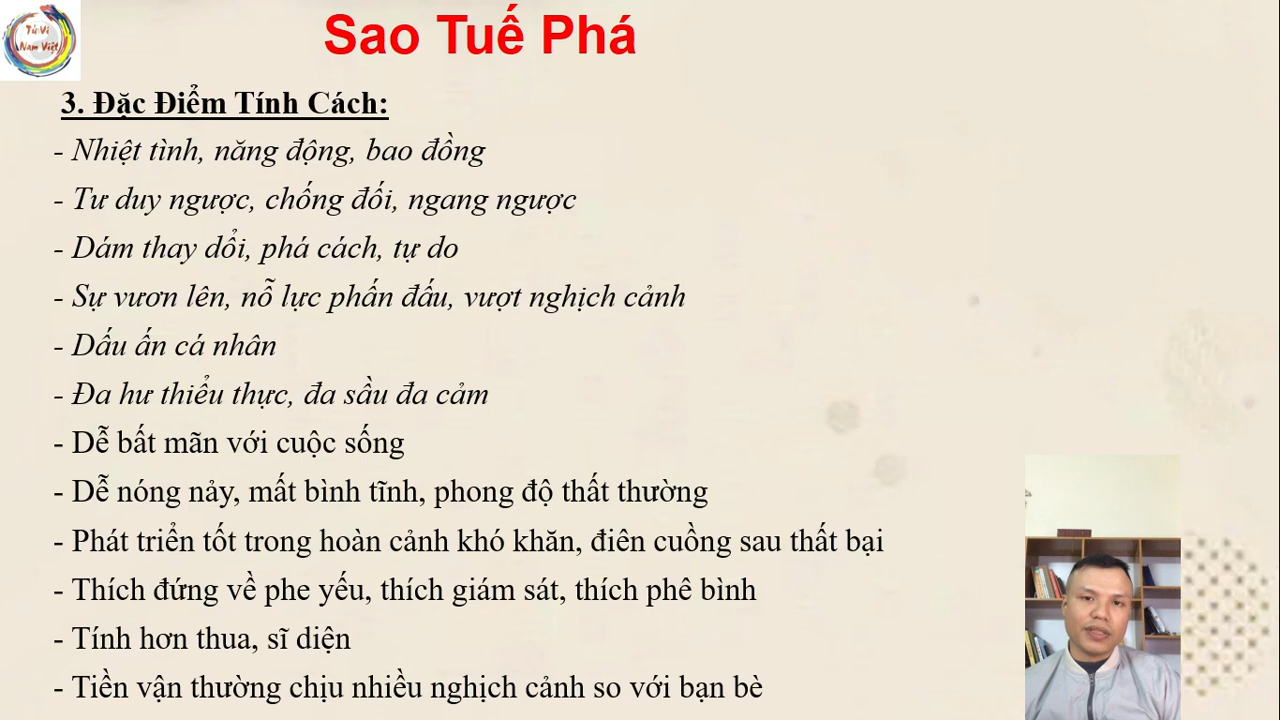 Tử Vi
Nam Việt
Sao Tuế Phá
3. Đặc Điểm Tính Cách:
- Nhiệt tình, năng động, bao đồng
- Tư duy ngược, chống đối, ngang ngược
- Dám thay dổi, phá cách, tự do
- Sự vươn lên, nỗ lực phấn đấu, vượt nghịch cảnh
- Dấu ấn cá nhân
- Đa hư thiểu thực, đa sầu đa cảm
- Dễ bất mãn với cuộc sống
- Dễ nóng nảy, mất bình tĩnh, phong độ thất thường
- Phát triển tốt trong hoàn cảnh khó khăn, điên cuồng sau thất bại
- Thích đứng về phe yếu, thích giám sát, thích phê bình
- Tính hơn thua, sĩ diện
- Tiền vận thường chịu nhiều nghịch cảnh so với bạn bè